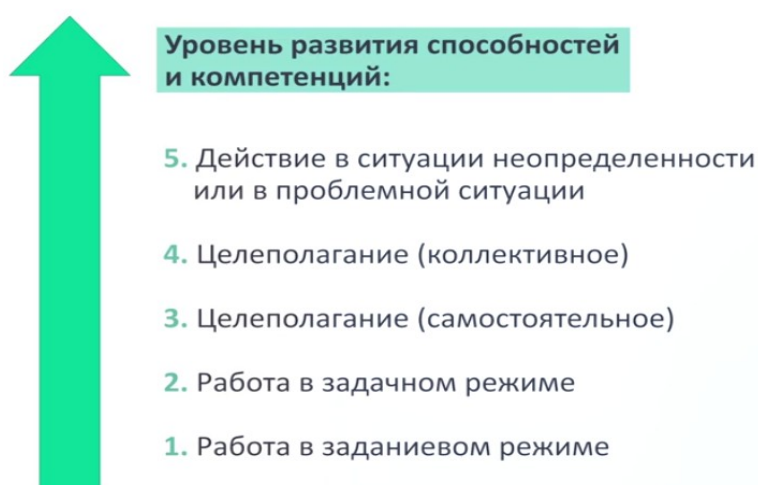 Уровень развития способностей
и компетенций:
5. Действие в ситуации неопределенности
или в проблемной ситуации
4. Целеполагание (коллективное)
3. Целеполагание (самостоятельное)
2. Работа в задачном режиме
1. Работа в заданиевом режиме